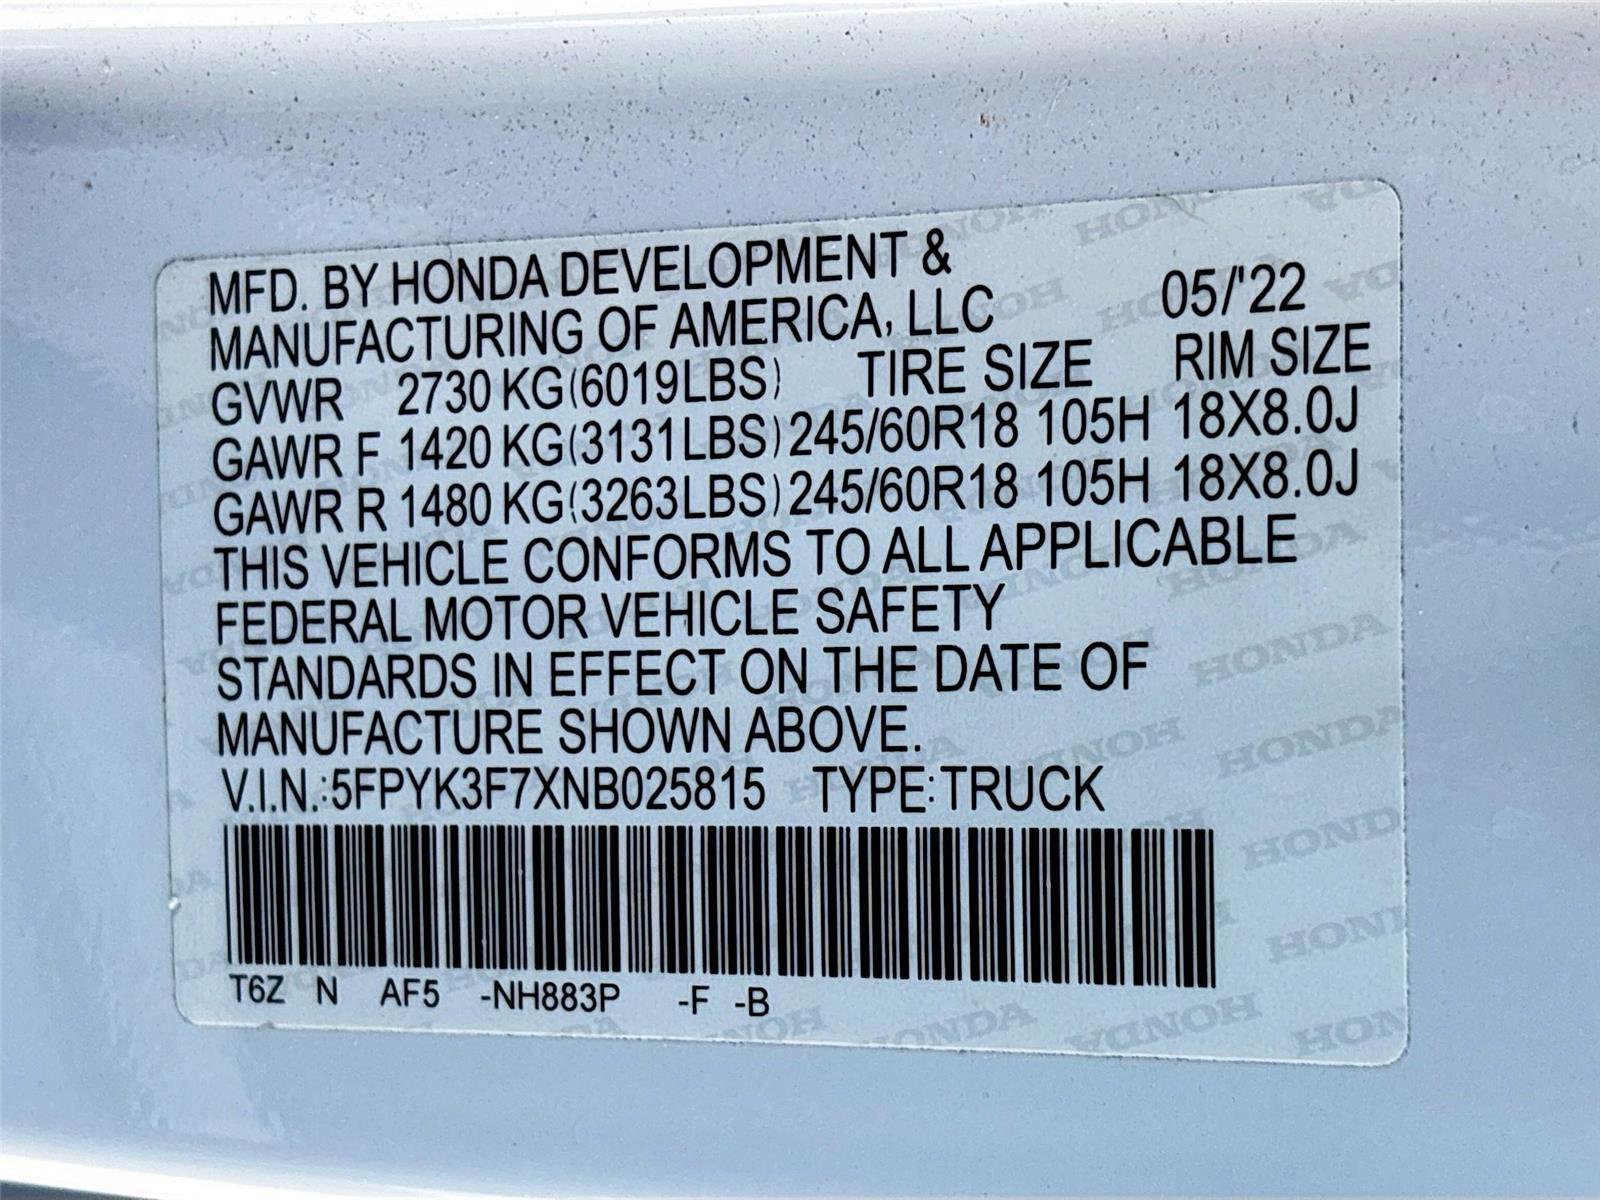 MFD. BY HONDA DEVELOPMENT &
MANUFACTURING OF AMERICA, LLC 05/'22
GVWR 2730 KG(6019LBS) TIRE SIZE RIM SIZE
GAWR F 1420 KG(3131LBS) 245/60R18 105H 18X8.0J
GAWR R 1480 KG(3263LBS) 245/60R18 105H 18X8.0J
THIS VEHICLE CONFORMS TO ALL APPLICABLE
FEDERAL MOTOR VEHICLE SAFETY
STANDARDS IN EFFECT ON THE DATE OF
MANUFACTURE SHOWN ABOVE.
V.I.N.:5FPYK3F7XNB025815 TYPE:TRUCK
T6Z N AF5 -NH883P -F -B